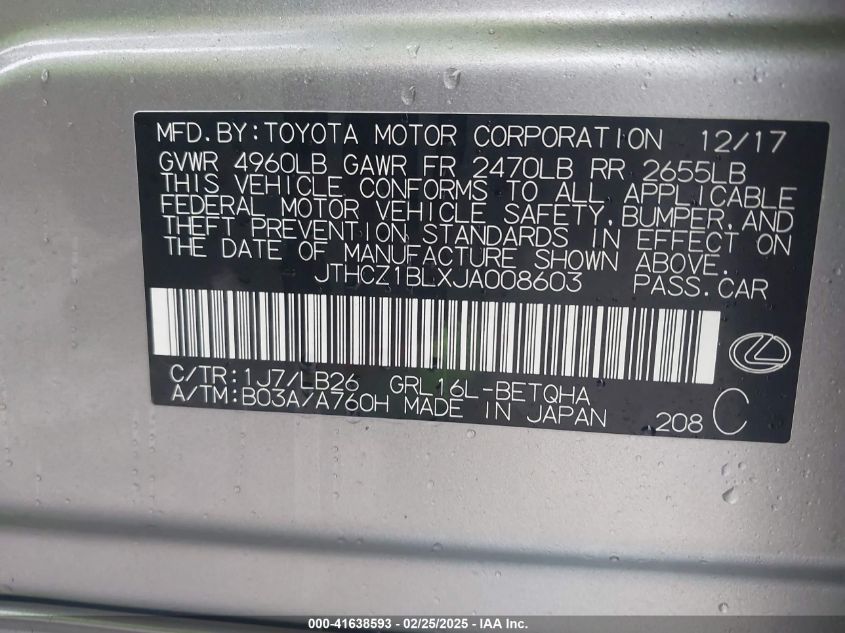 MFD. BY: TOYOTA MOTOR CORPORATION 12/17
GVWR 4960LB GAWR FR 2470LB RR 2655LB
THIS VEHICLE CONFORMS TO ALL APPLICABLE
FEDERAL MOTOR VEHICLE SAFETY, BUMPER, AND
THEFT PREVENTION STANDARDS IN EFFECT ON
THE DATE OF MANUFACTURE SHOWN ABOVE.
JTHCZ1BLXJA008603 PASS. CAR
C/TR: 1J7/LB26 GRL16L-BETQHA
A/TM: B03A/A760H MADE IN JAPAN 208 C
000-41638593 - 02/25/2025 - IAA Inc.